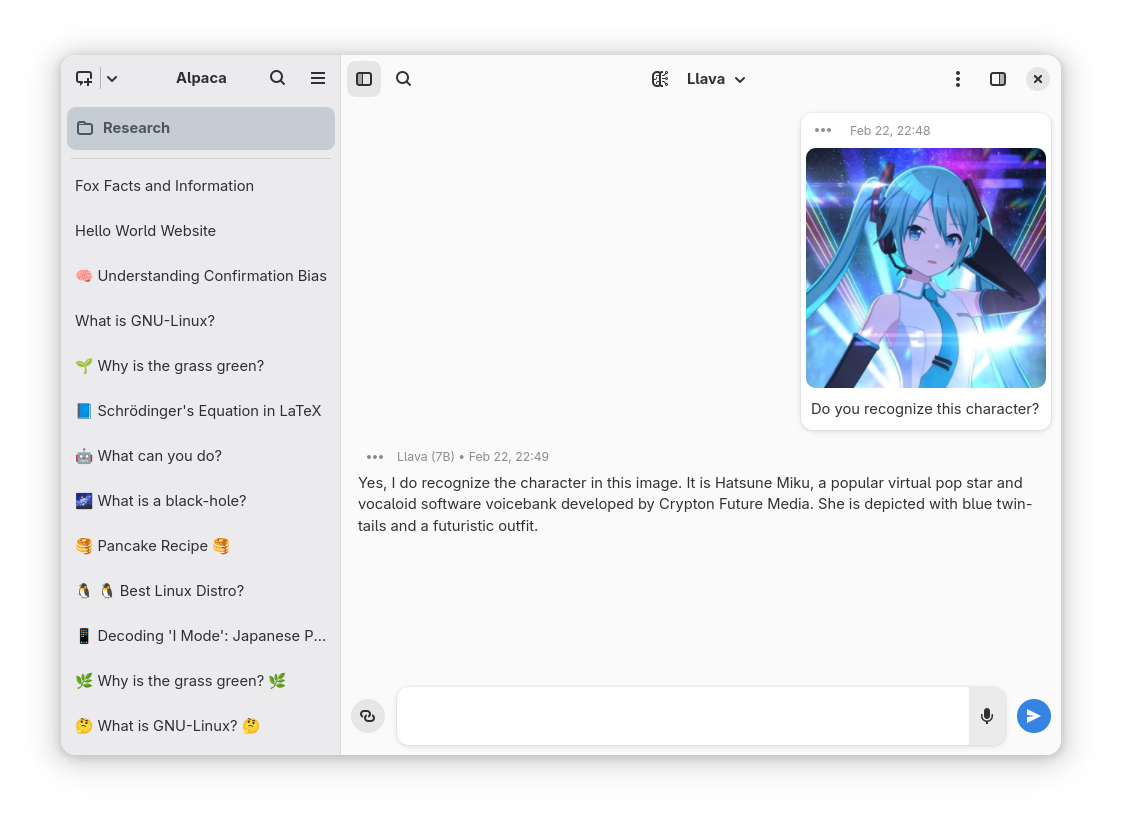 Alpaca
Research
Fox Facts and Information
Hello World Website
🧠 Understanding Confirmation Bias
What is GNU-Linux?
🌱 Why is the grass green?
📘 Schrödinger's Equation in LaTeX
🤖 What can you do?
🌌 What is a black-hole?
🥞 Pancake Recipe 🥞
🐧 🐧 Best Linux Distro?
📱 Decoding 'I Mode': Japanese P...
🌿 Why is the grass green? 🌿
🤔 What is GNU-Linux? 🤔
Llava
Feb 22, 22:48
Do you recognize this character?
Llava (7B) • Feb 22, 22:49
Yes, I do recognize the character in this image. It is Hatsune Miku, a popular virtual pop star and
vocaloid software voicebank developed by Crypton Future Media. She is depicted with blue twin-
tails and a futuristic outfit.